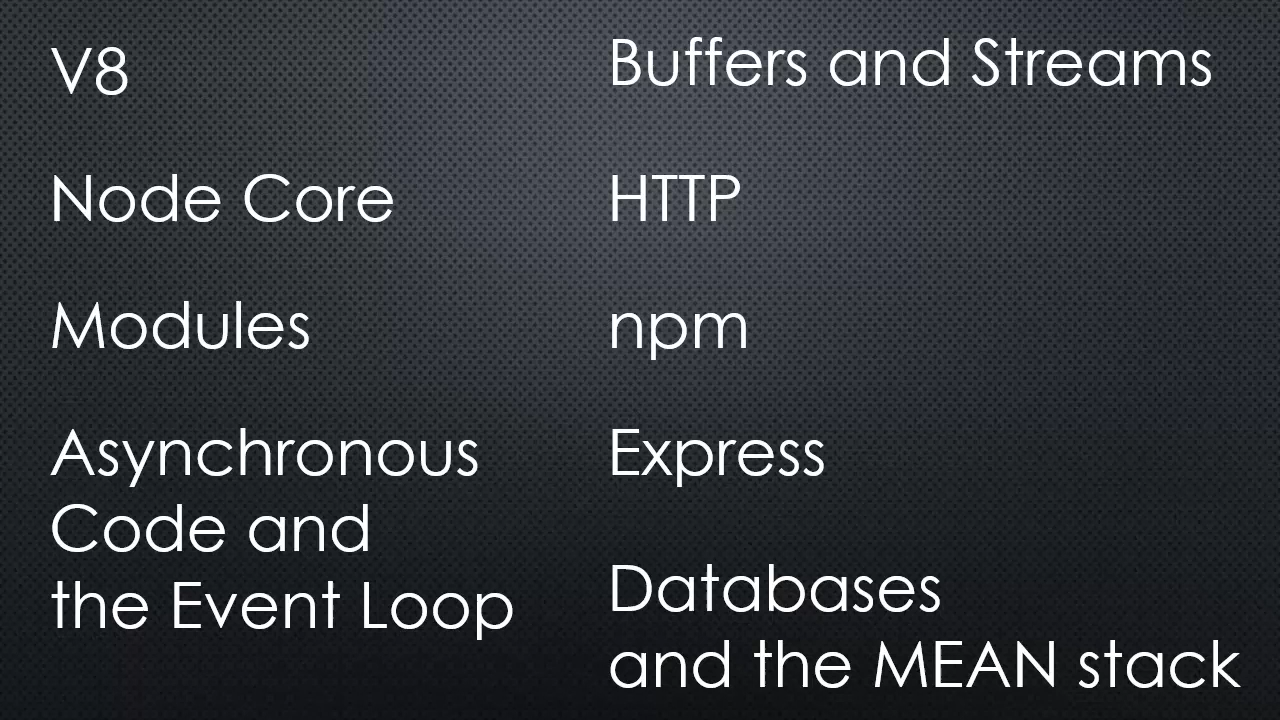 V8
Node Core
Modules
Asynchronous
Code and
the Event Loop
Buffers and Streams
HTTP
npm
Express
Databases
and the MEAN stack